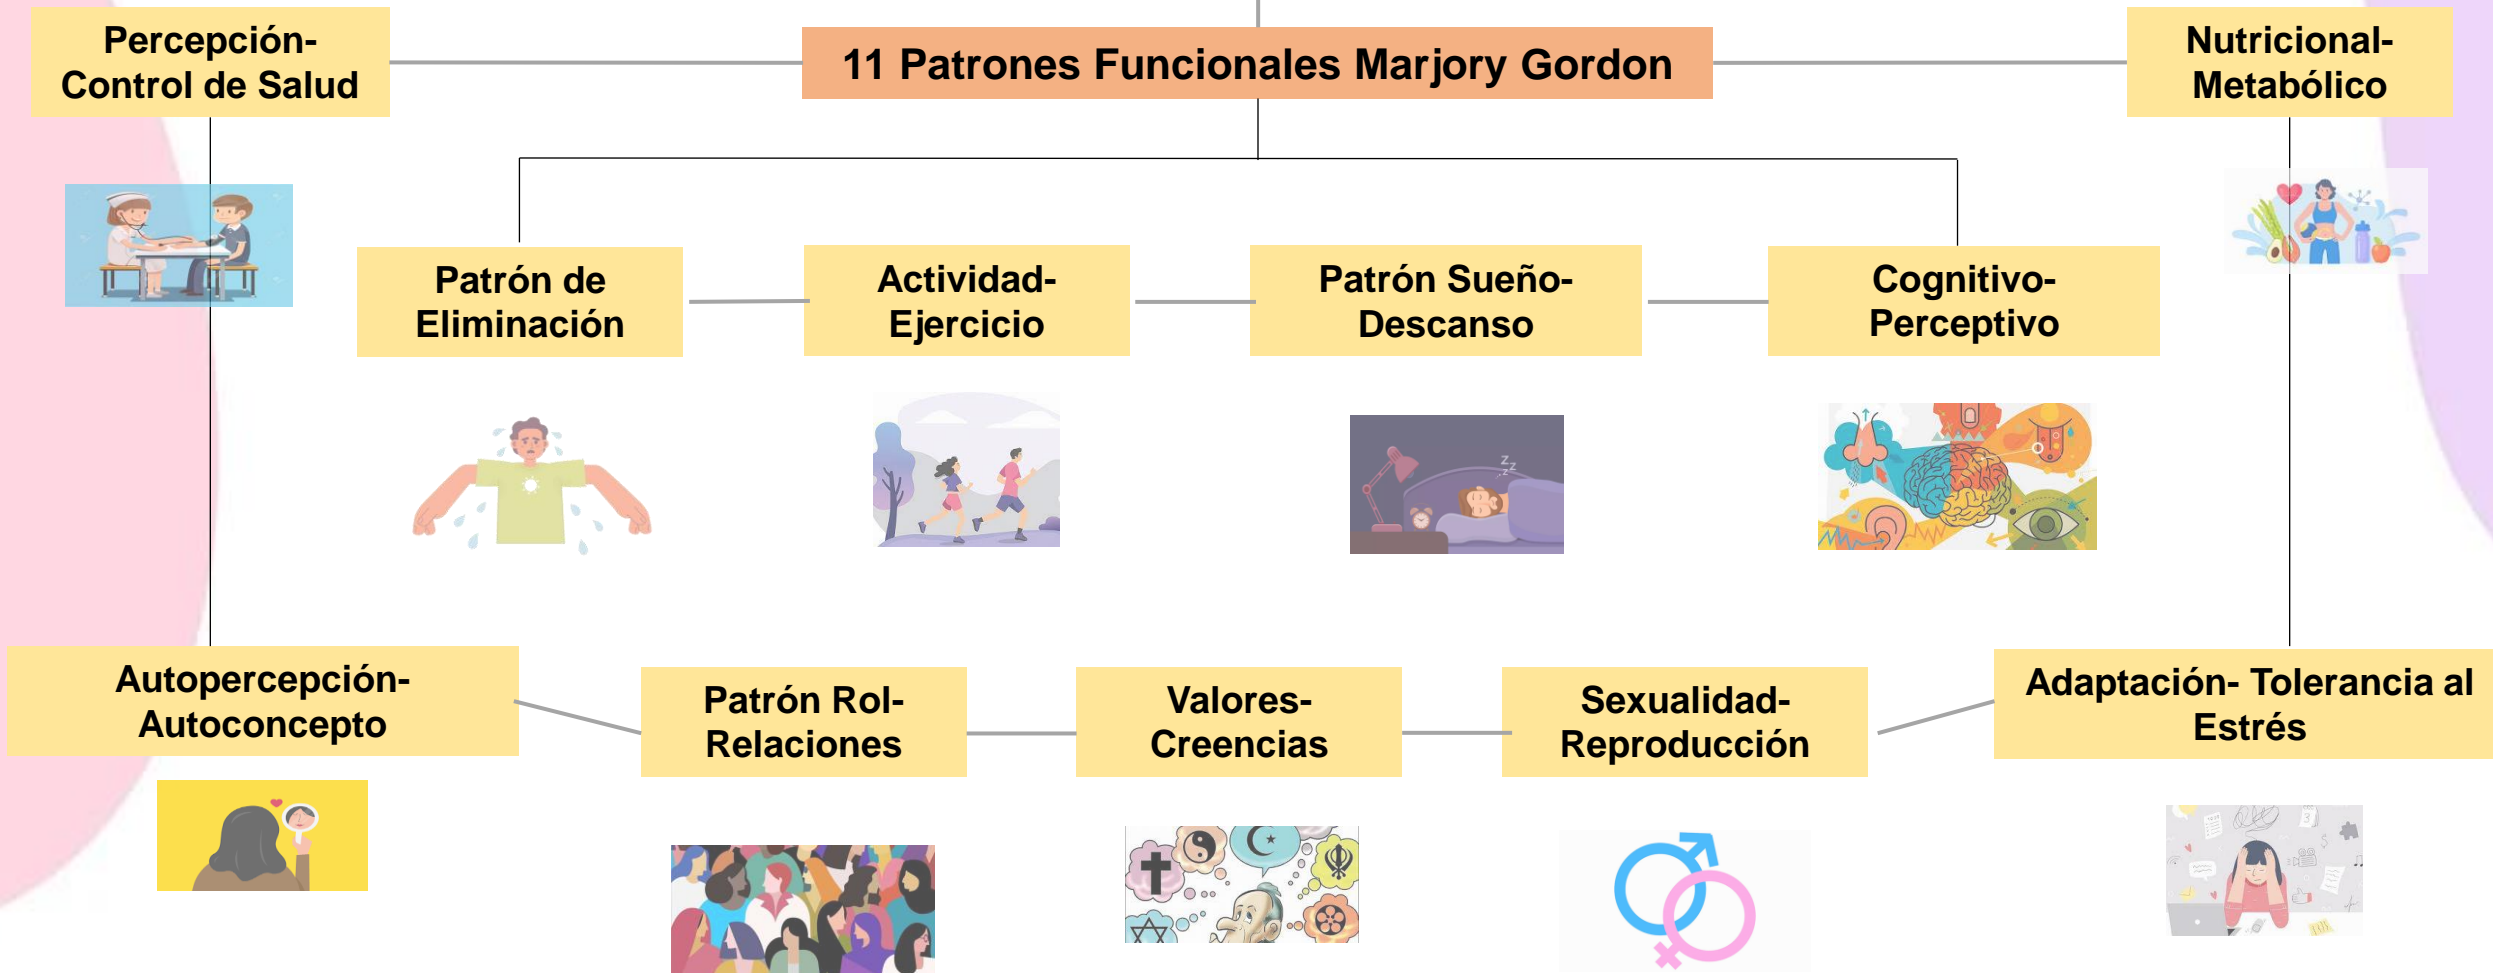 Percepción-
Control de Salud
11 Patrones Funcionales Marjory Gordon
Nutricional-
Metabólico
Patrón de
Eliminación
Actividad-
Ejercicio
Patrón Sueño-
Descanso
Cognitivo-
Perceptivo
Autopercepción-
Autoconcepto
Patrón Rol-
Relaciones
Valores-
Creencias
Sexualidad-
Reproducción
Adaptación- Tolerancia al
Estrés